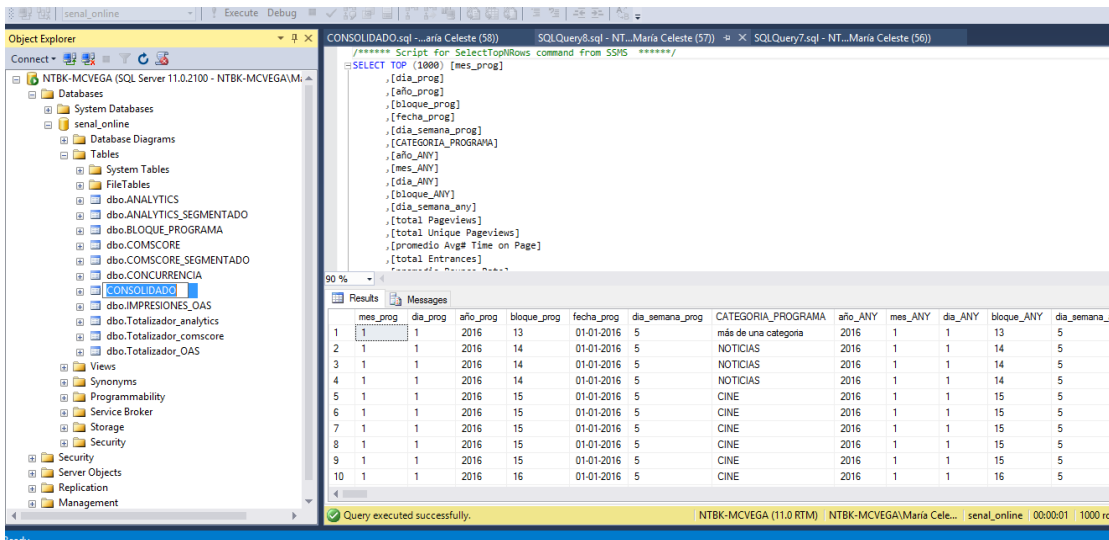 senal_online
Execute Debug
Object Explorer
CONSOLIDADO.sql -...aría Celeste (58))
SQLQuery8.sql - NT...María Celeste (57))
SQLQuery7.sql - NT...María Celeste (56))
Connect
NTBK-MCVEGA (SQL Server 11.0.2100 - NTBK-MCVEGA\M
Databases
System Databases
senal_online
Database Diagrams
Tables
System Tables
FileTables
dbo.ANALYTICS
dbo.ANALYTICS_SEGMENTADO
dbo.BLOQUE_PROGRAMA
dbo.COMSCORE
dbo.COMSCORE_SEGMENTADO
dbo.CONCURRENCIA
CONSOLIDADO
dbo.IMPRESIONES_OAS
dbo.Totalizador_analytics
dbo.Totalizador_comscore
dbo.Totalizador_OAS
Views
Synonyms
Programmability
Service Broker
Storage
Security
Security
Server Objects
Replication
Management
/****** Script for SelectTopNRows command from SSMS ******/
SELECT TOP (1000) [mes_prog]
,[dia_prog]
,[año_prog]
,[bloque_prog]
,[fecha_prog]
,[dia_semana_prog]
,[CATEGORIA_PROGRAMA]
,[año_ANY]
,[mes_ANY]
,[dia_ANY]
,[bloque_ANY]
,[dia_semana_any]
,[total Pageviews]
,[total Unique Pageviews]
,[promedio Avg# Time on Page]
,[total Entrances]
90 %
Results Messages
mes_prog dia_prog año_prog bloque_prog fecha_prog dia_semana_prog CATEGORIA_PROGRAMA año_ANY mes_ANY dia_ANY bloque_ANY dia_semana_
1 1 1 2016 13 01-01-2016 5 más de una categoria 2016 1 1 13 5
2 1 1 2016 14 01-01-2016 5 NOTICIAS 2016 1 1 14 5
3 1 1 2016 14 01-01-2016 5 NOTICIAS 2016 1 1 14 5
4 1 1 2016 14 01-01-2016 5 NOTICIAS 2016 1 1 14 5
5 1 1 2016 15 01-01-2016 5 CINE 2016 1 1 15 5
6 1 1 2016 15 01-01-2016 5 CINE 2016 1 1 15 5
7 1 1 2016 15 01-01-2016 5 CINE 2016 1 1 15 5
8 1 1 2016 15 01-01-2016 5 CINE 2016 1 1 15 5
9 1 1 2016 15 01-01-2016 5 CINE 2016 1 1 15 5
10 1 1 2016 16 01-01-2016 5 CINE 2016 1 1 16 5
Query executed successfully.
NTBK-MCVEGA (11.0 RTM) NTBK-MCVEGA\María Cele... senal_online 00:00:01 1000 ro